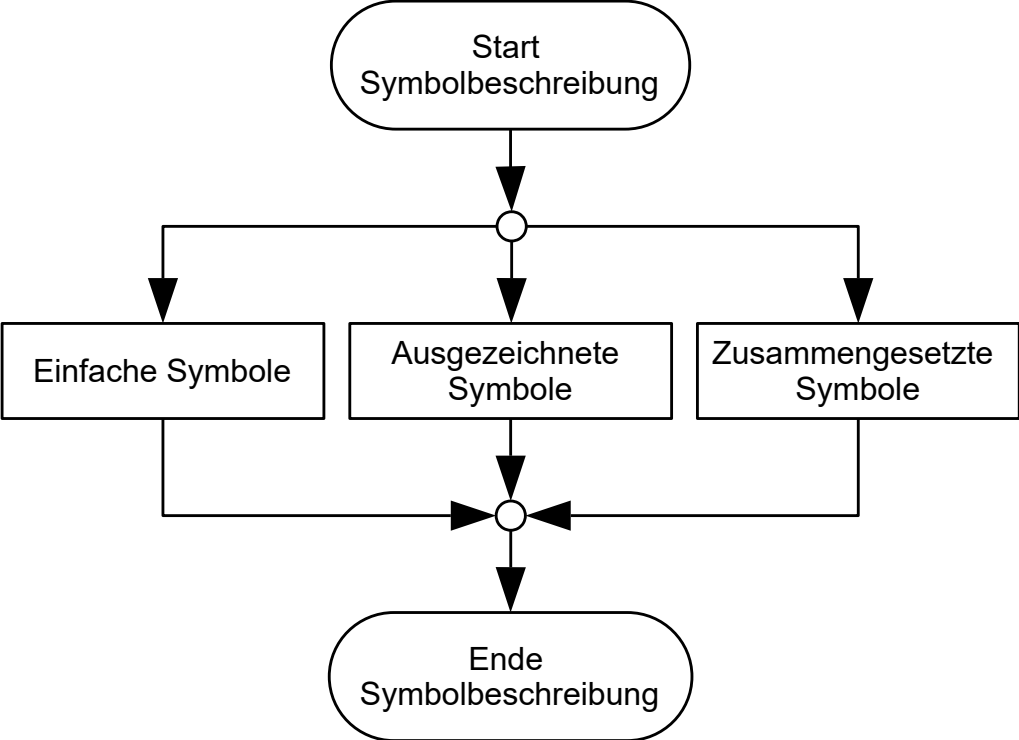 Start
Symbolbeschreibung
Einfache Symbole
Ausgezeichnete
Symbole
Zusammengesetzte
Symbole
Ende
Symbolbeschreibung